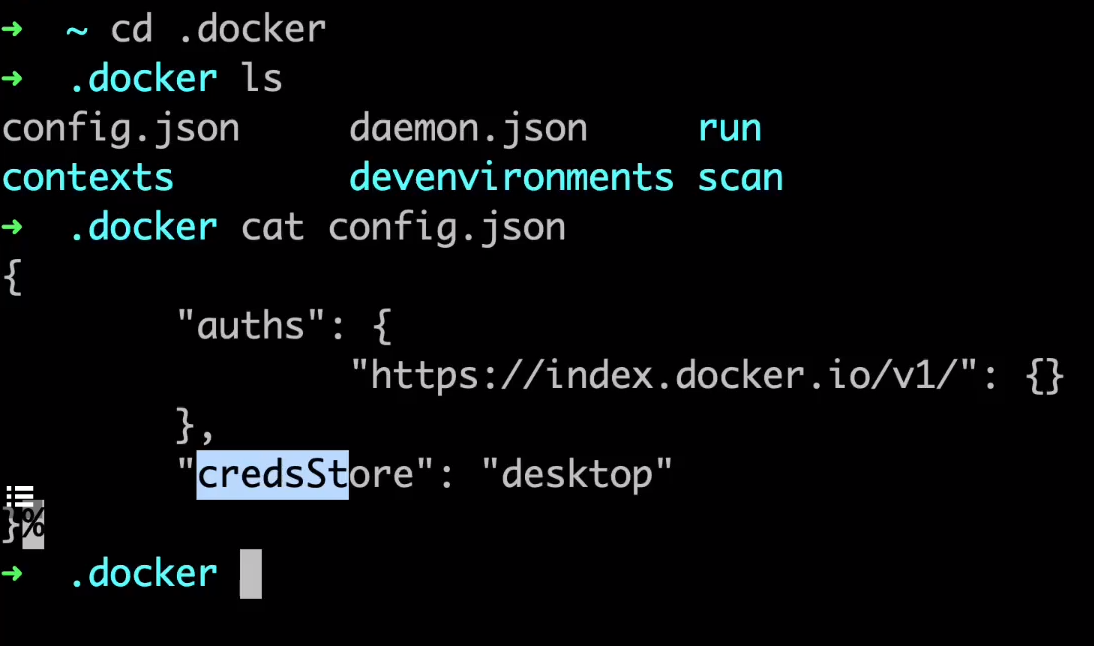 ➜  ~ cd .docker
➜  .docker ls
config.json     daemon.json     run
contexts        devenvironments scan
➜  .docker cat config.json
{
        "auths": {
                "https://index.docker.io/v1/": {}
        },
        "credsStore": "desktop"
}%
➜  .docker